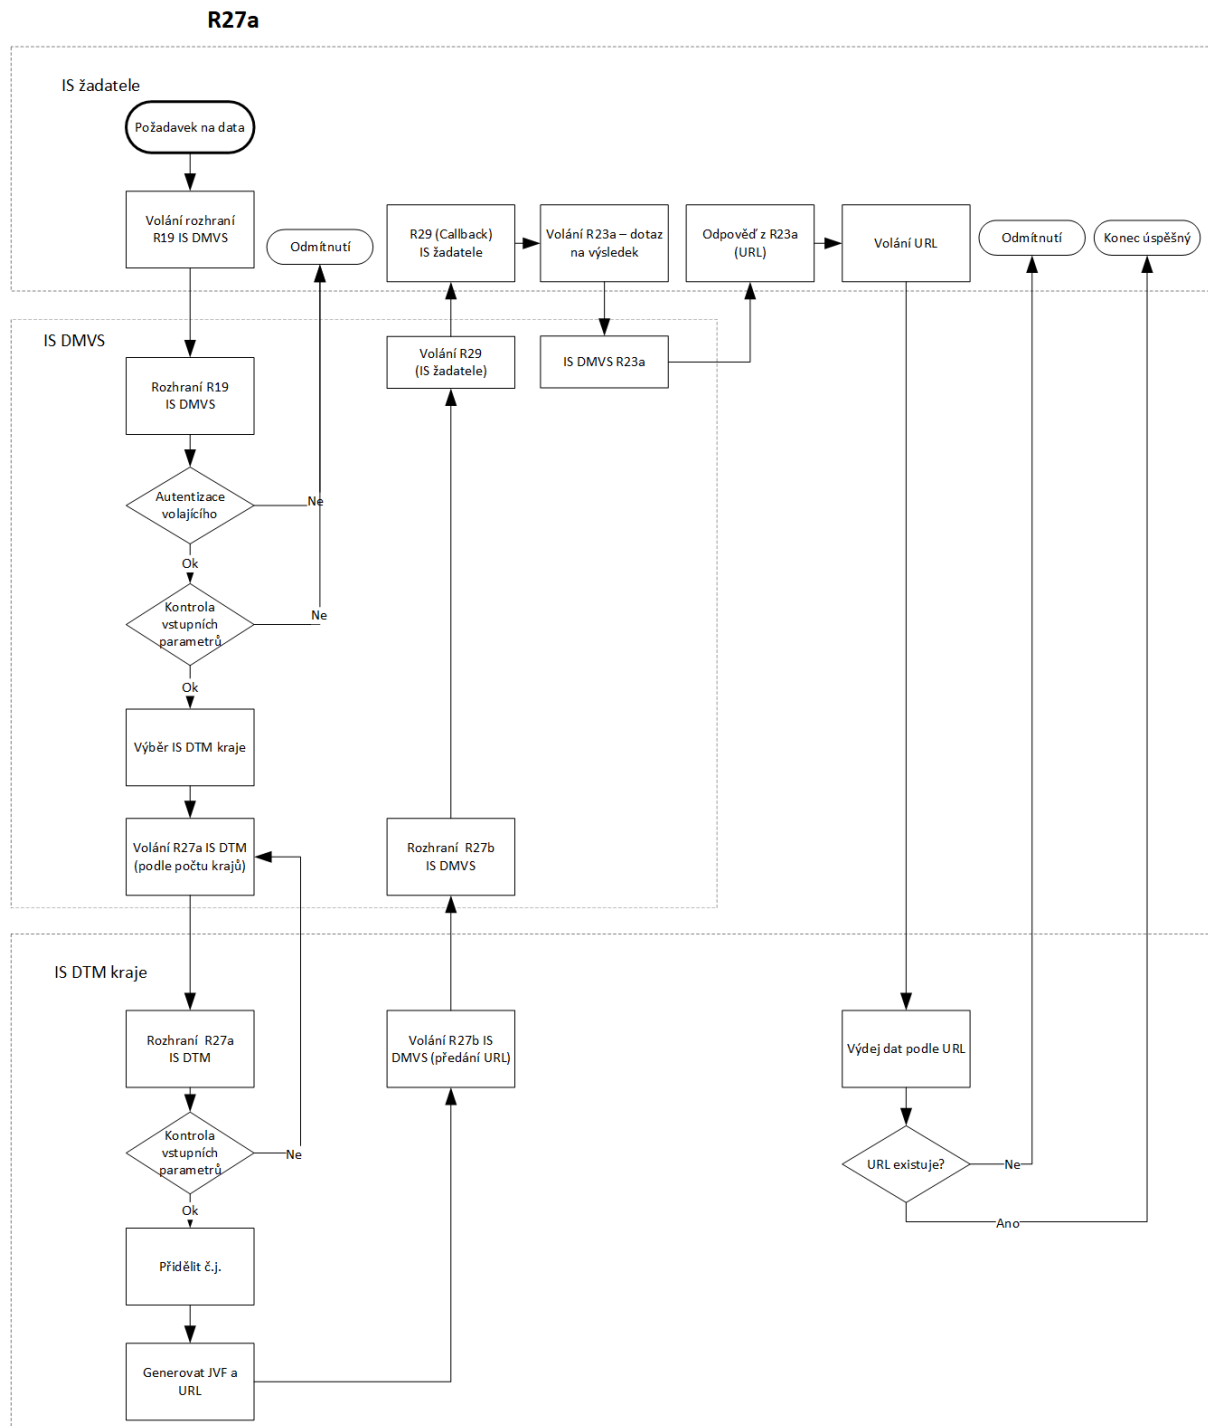 R27a
IS žadatele
Požadavek na data
Volání rozhraní
R19 IS DMVS
Odmítnutí
R29 (Callback)
IS žadatele
Volání R23a – dotaz
na výsledek
Odpověď z R23a
(URL)
Volání URL
Odmítnutí
Konec úspěšný
IS DMVS
Rozhraní R19
IS DMVS
Volání R29
(IS žadatele)
IS DMVS R23a
Autentizace
volajícího
Ne
Ok
Kontrola
vstupních
parametrů
Ne
Ok
Výběr IS DTM kraje
Volání R27a IS DTM
(podle počtu krajů)
Rozhraní R27b
IS DMVS
IS DTM kraje
Rozhraní R27a
IS DTM
Volání R27b IS
DMVS (předání URL)
Výdej dat podle URL
Kontrola
vstupních
parametrů
Ne
Ok
URL existuje?
Ne
Ano
Přidělit č.j.
Generovat JVF a
URL